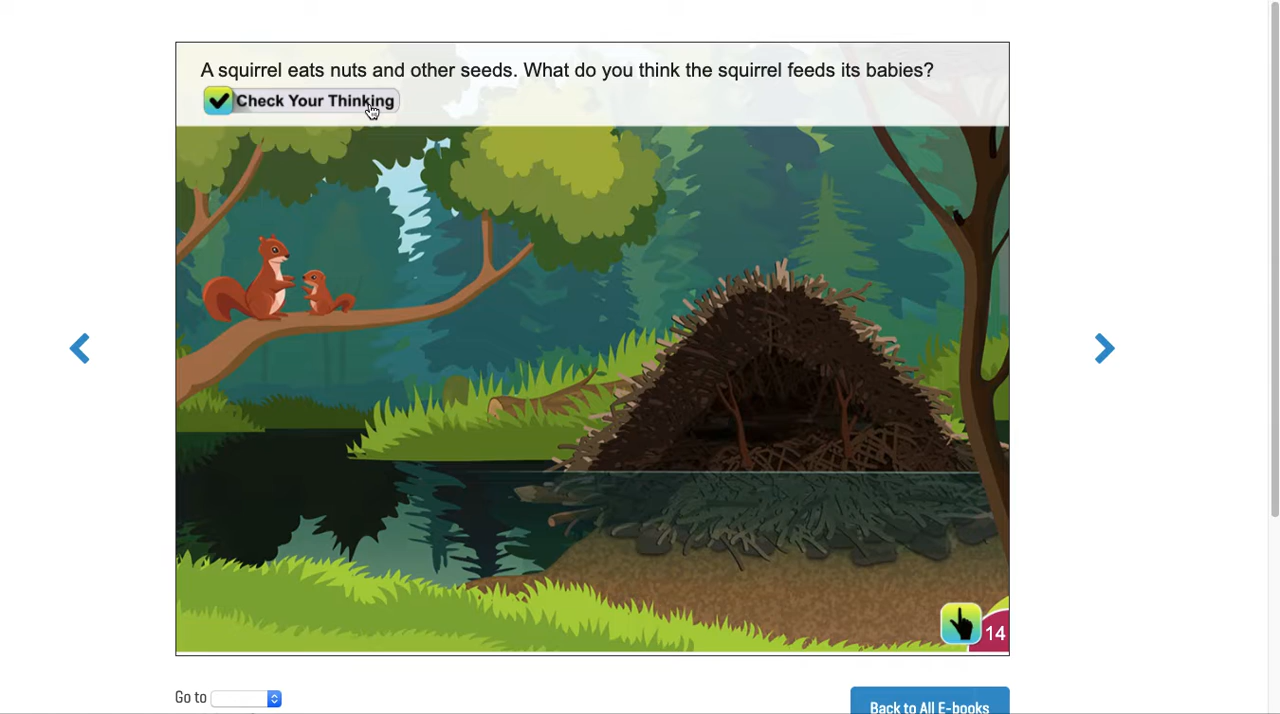 A squirrel eats nuts and other seeds. What do you think the squirrel feeds its babies?
Check Your Thinking
14
Go to
Back to All E-books